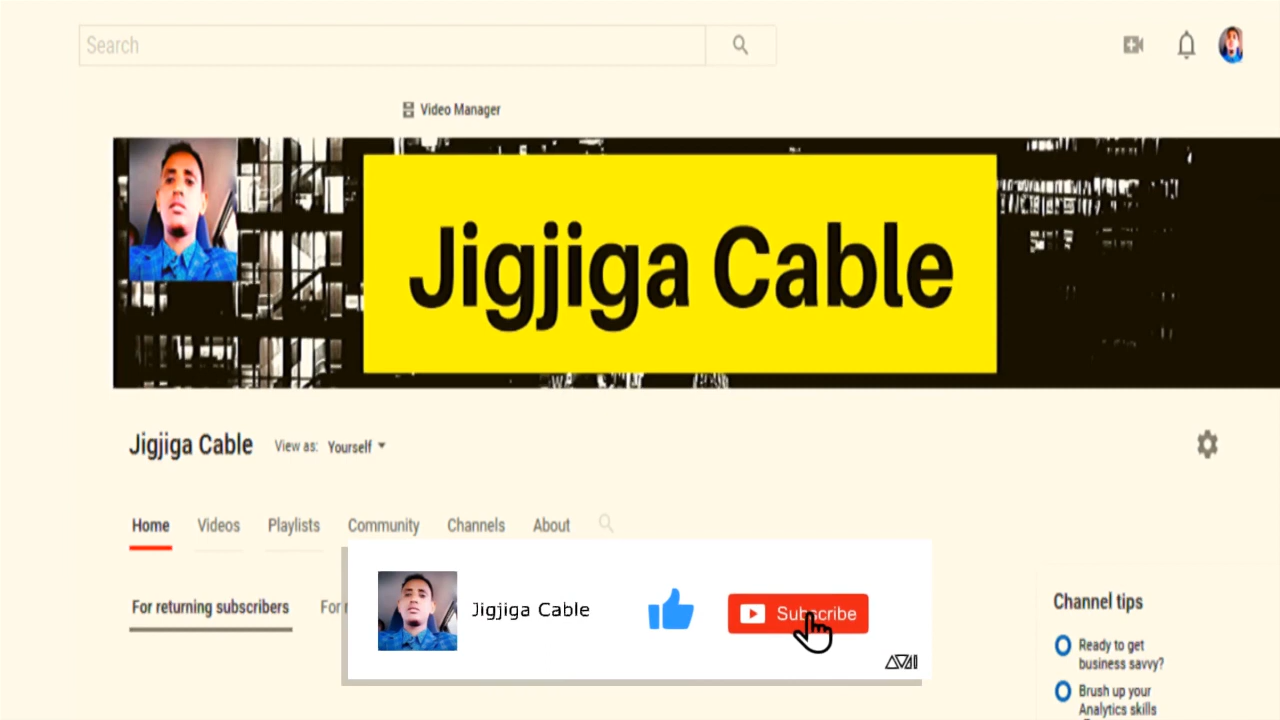 Search
Video Manager
Jigjiga Cable
Jigjiga Cable View as: Yourself
Home Videos Playlists Community Channels About
For returning subscribers For
Jigjiga Cable Subscribe
Channel tips
Ready to get
business savvy?
Brush up your
Analytics skills